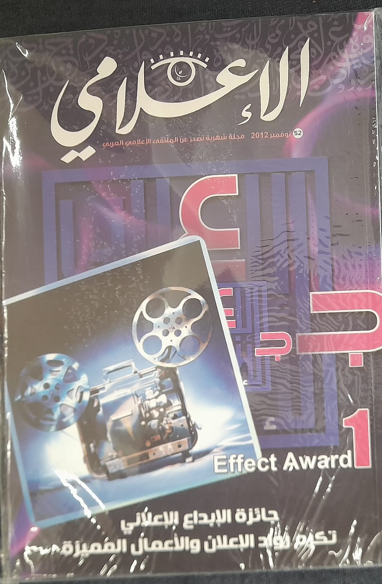 الإعلامي
52 نوفمبر 2012 مجلة شهرية تصدر عن الملتقى الإعلامي العربي
Effect Award 1
جائزة الإبداع الإعلاني
تكرم رواد الإعلان والأعمال المميزة